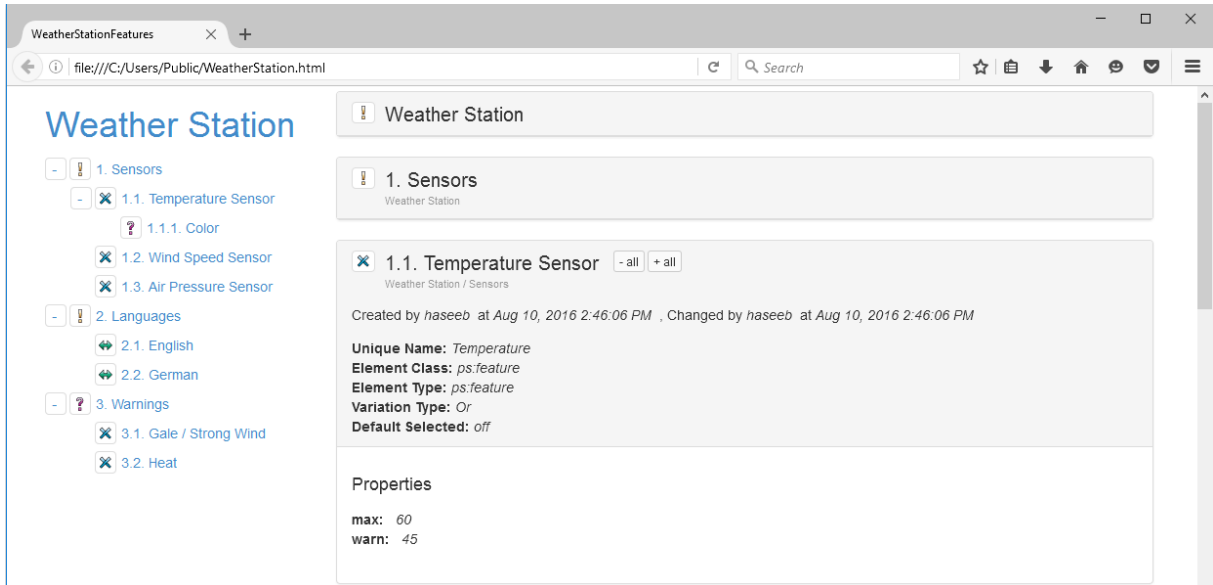 WeatherStationFeatures
file:///C:/Users/Public/WeatherStation.html
Search
Weather Station
- ! 1. Sensors
- 1.1. Temperature Sensor
? 1.1.1. Color
1.2. Wind Speed Sensor
1.3. Air Pressure Sensor
- ! 2. Languages
2.1. English
2.2. German
- ? 3. Warnings
3.1. Gale / Strong Wind
3.2. Heat
! Weather Station
! 1. Sensors
Weather Station
1.1. Temperature Sensor - all + all
Weather Station / Sensors
Created by haseeb at Aug 10, 2016 2:46:06 PM , Changed by haseeb at Aug 10, 2016 2:46:06 PM
Unique Name: Temperature
Element Class: ps:feature
Element Type: ps:feature
Variation Type: Or
Default Selected: off
Properties
max: 60
warn: 45